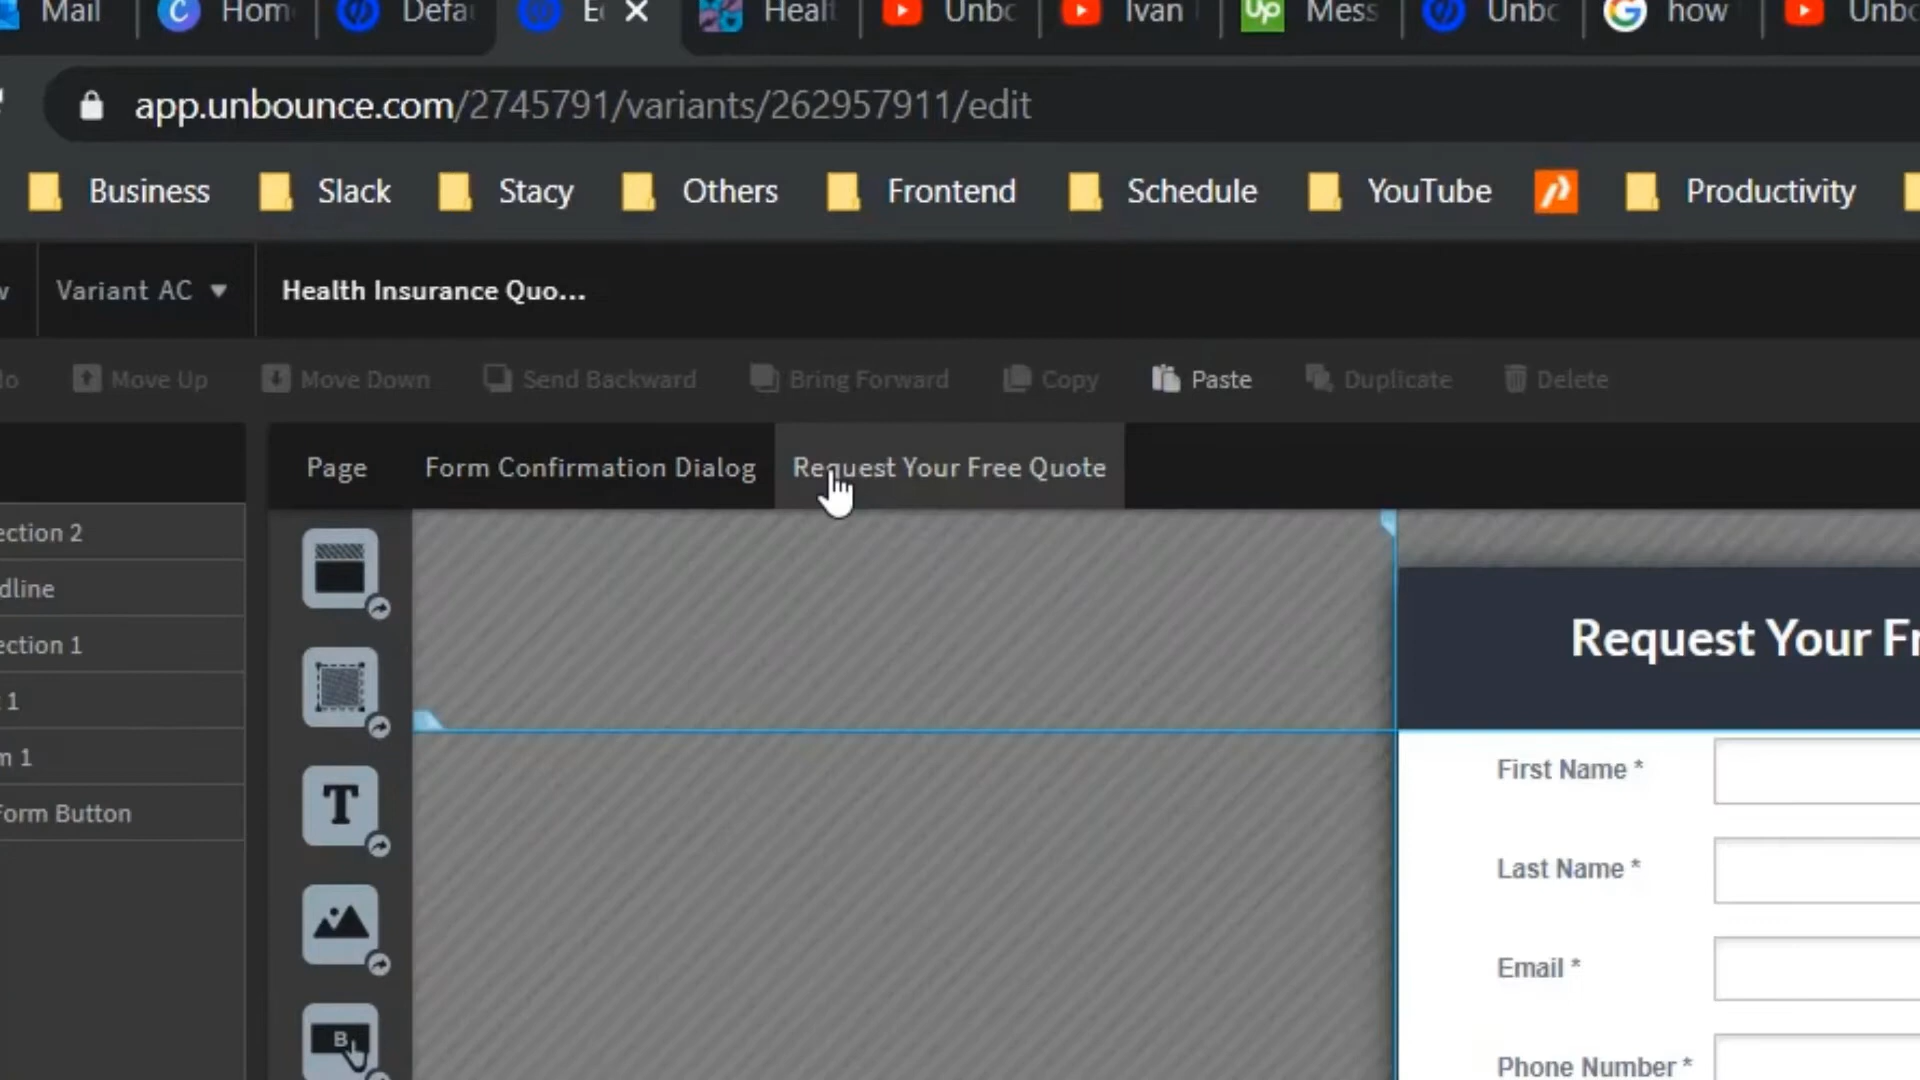 Mail Hom Defa E Healt Unbc Ivan Up Mess Unbc how Unbc
app.unbounce.com/2745791/variants/262957911/edit
Business Slack Stacy Others Frontend Schedule YouTube Productivity
Variant AC Health Insurance Quo...
Move Up Move Down Send Backward Bring Forward Copy Paste Duplicate Delete
Page Form Confirmation Dialog Request Your Free Quote
ection 2
dline
ection 1
1
m 1
Form Button
T
B
Request Your Fr
First Name *
Last Name *
Email *
Phone Number *